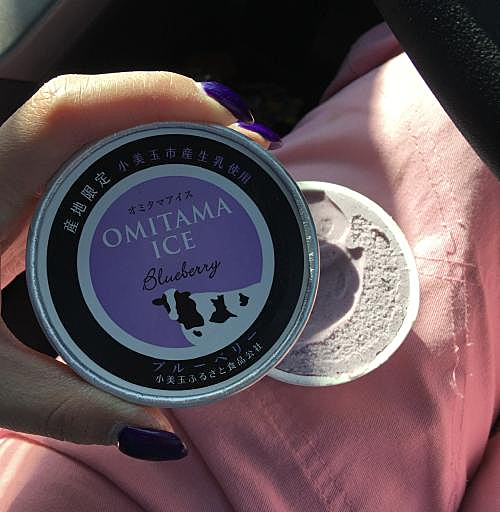 産地限定 小美玉市産生乳使用
オミタマアイス
OMITAMA
ICE
Blueberry
ブルーベリー
小美玉ふるさと食品公社